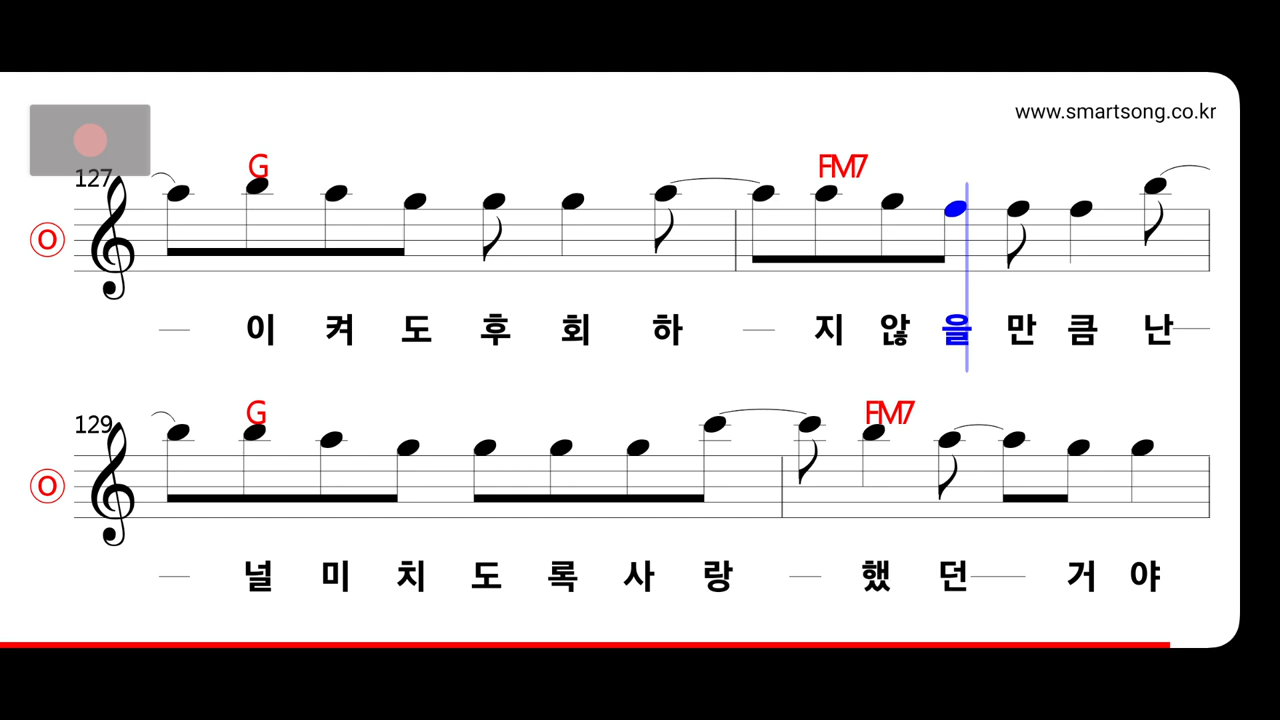 www.smartsong.co.kr
127
G FM7
O
이 켜 도 후 회 하 지 않 을 만 큼 난
129
G FM7
O
널 미 치 도 록 사 랑 했 던 거 야